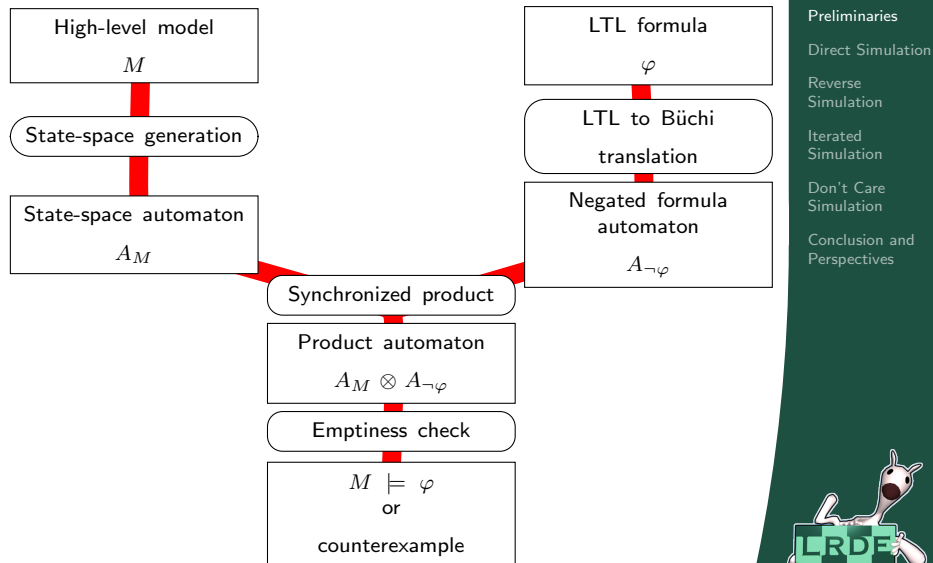 High-level model
M
State-space generation
State-space automaton
A_M
LTL formula
φ
LTL to Büchi
translation
Negated formula
automaton
A_¬φ
Synchronized product
Product automaton
A_M ⊗ A_¬φ
Emptiness check
M ⊨ φ
or
counterexample
Preliminaries
Direct Simulation
Reverse
Simulation
Iterated
Simulation
Don't Care
Simulation
Conclusion and
Perspectives
LRDE